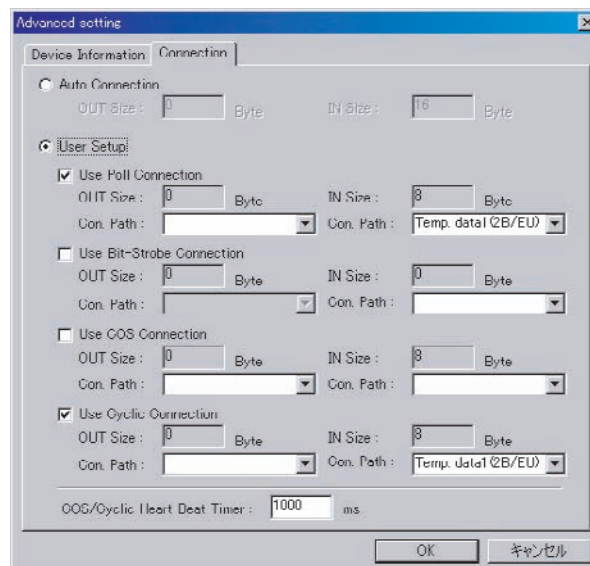 Advanced setting
Device Information Connection
Auto Connection
OUT Size : 0 Byte IN Size : 16 Byte
User Setup
Use Poll Connection
OUT Size : 0 Byte IN Size : 8 Byte
Con. Path : Con. Path : Temp. data1 (2B/EU)
Use Bit-Strobe Connection
OUT Size : 0 Byte IN Size : 0 Byte
Con. Path : Con. Path :
Use COS Connection
OUT Size : 0 Byte IN Size : 8 Byte
Con. Path : Con. Path :
Use Cyclic Connection
OUT Size : 0 Byte IN Size : 8 Byte
Con. Path : Con. Path : Temp. data1 (2B/EU)
COS/Cyclic Heart Beat Timer : 1000 ms
OK キャンセル